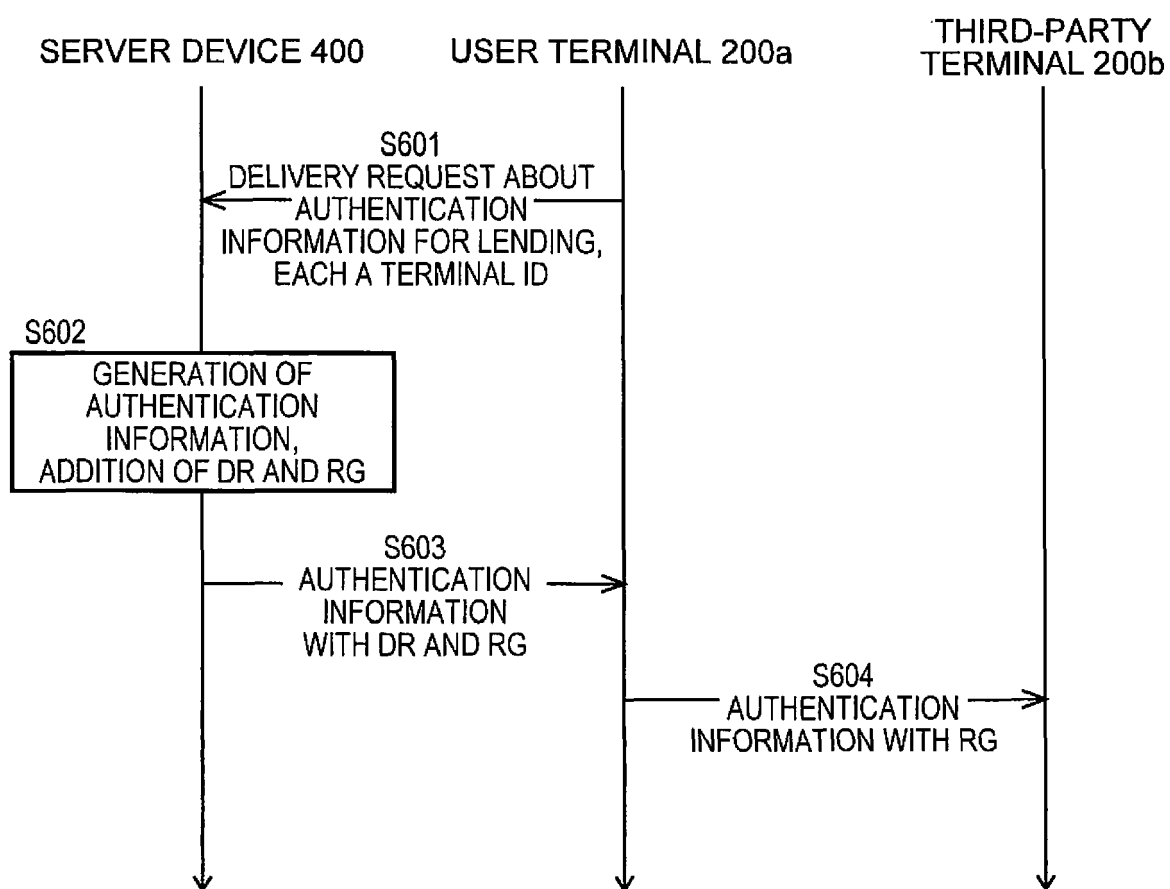 SERVER DEVICE 400
USER TERMINAL 200a
THIRD-PARTY
TERMINAL 200b
S601
DELIVERY REQUEST ABOUT
AUTHENTICATION
INFORMATION FOR LENDING,
EACH A TERMINAL ID
S602
GENERATION OF
AUTHENTICATION
INFORMATION,
ADDITION OF DR AND RG
S603
AUTHENTICATION
INFORMATION
WITH DR AND RG
S604
AUTHENTICATION
INFORMATION WITH RG